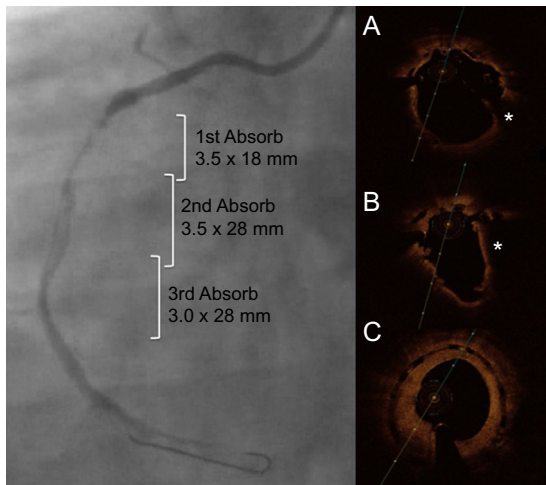 1st Absorb
3.5 x 18 mm
2nd Absorb
3.5 x 28 mm
3rd Absorb
3.0 x 28 mm
A
*
B
*
C